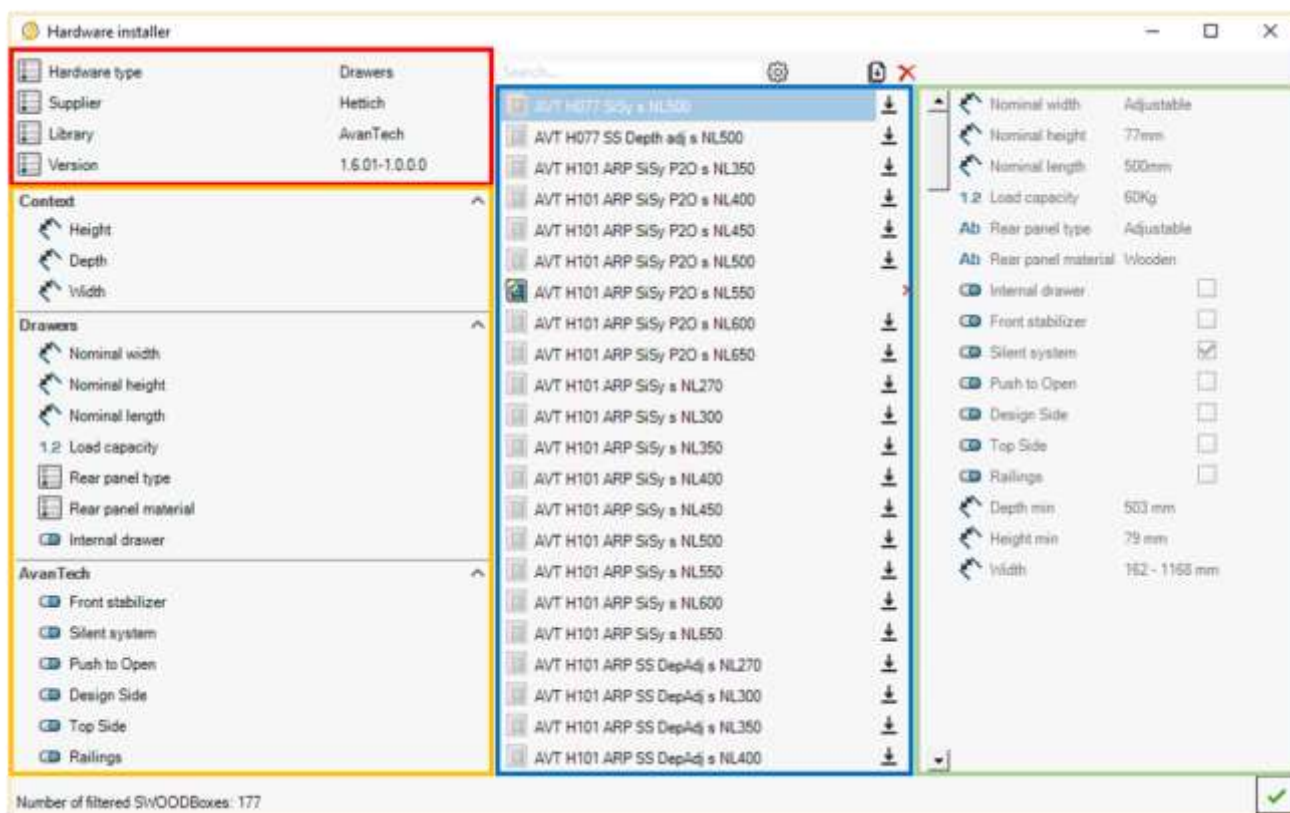 Hardware installer
Hardware type Drawers
Supplier Hettich
Library AvanTech
Version 1.6.01-1.0.0.0
Context
Height
Depth
Width
Drawers
Nominal width
Nominal height
Nominal length
1.2 Load capacity
Rear panel type
Rear panel material
Internal drawer
AvanTech
Front stabilizer
Silent system
Push to Open
Design Side
Top Side
Railings
Search...
AVT H077 SiSy s NL500
AVT H077 SS Depth adj s NL500
AVT H101 ARP SiSy P2O s NL350
AVT H101 ARP SiSy P2O s NL400
AVT H101 ARP SiSy P2O s NL450
AVT H101 ARP SiSy P2O s NL500
AVT H101 ARP SiSy P2O s NL550
AVT H101 ARP SiSy P2O s NL600
AVT H101 ARP SiSy P2O s NL650
AVT H101 ARP SiSy s NL270
AVT H101 ARP SiSy s NL300
AVT H101 ARP SiSy s NL350
AVT H101 ARP SiSy s NL400
AVT H101 ARP SiSy s NL450
AVT H101 ARP SiSy s NL500
AVT H101 ARP SiSy s NL550
AVT H101 ARP SiSy s NL600
AVT H101 ARP SiSy s NL650
AVT H101 ARP SS DepAdj s NL270
AVT H101 ARP SS DepAdj s NL300
AVT H101 ARP SS DepAdj s NL350
AVT H101 ARP SS DepAdj s NL400
Nominal width Adjustable
Nominal height 77mm
Nominal length 500mm
1.2 Load capacity 60Kg
Ab Rear panel type Adjustable
Ab Rear panel material Wooden
Internal drawer
Front stabilizer
Silent system
Push to Open
Design Side
Top Side
Railings
Depth min 503 mm
Height min 79 mm
Width 162 - 1168 mm
Number of filtered SWOODBoxes: 177